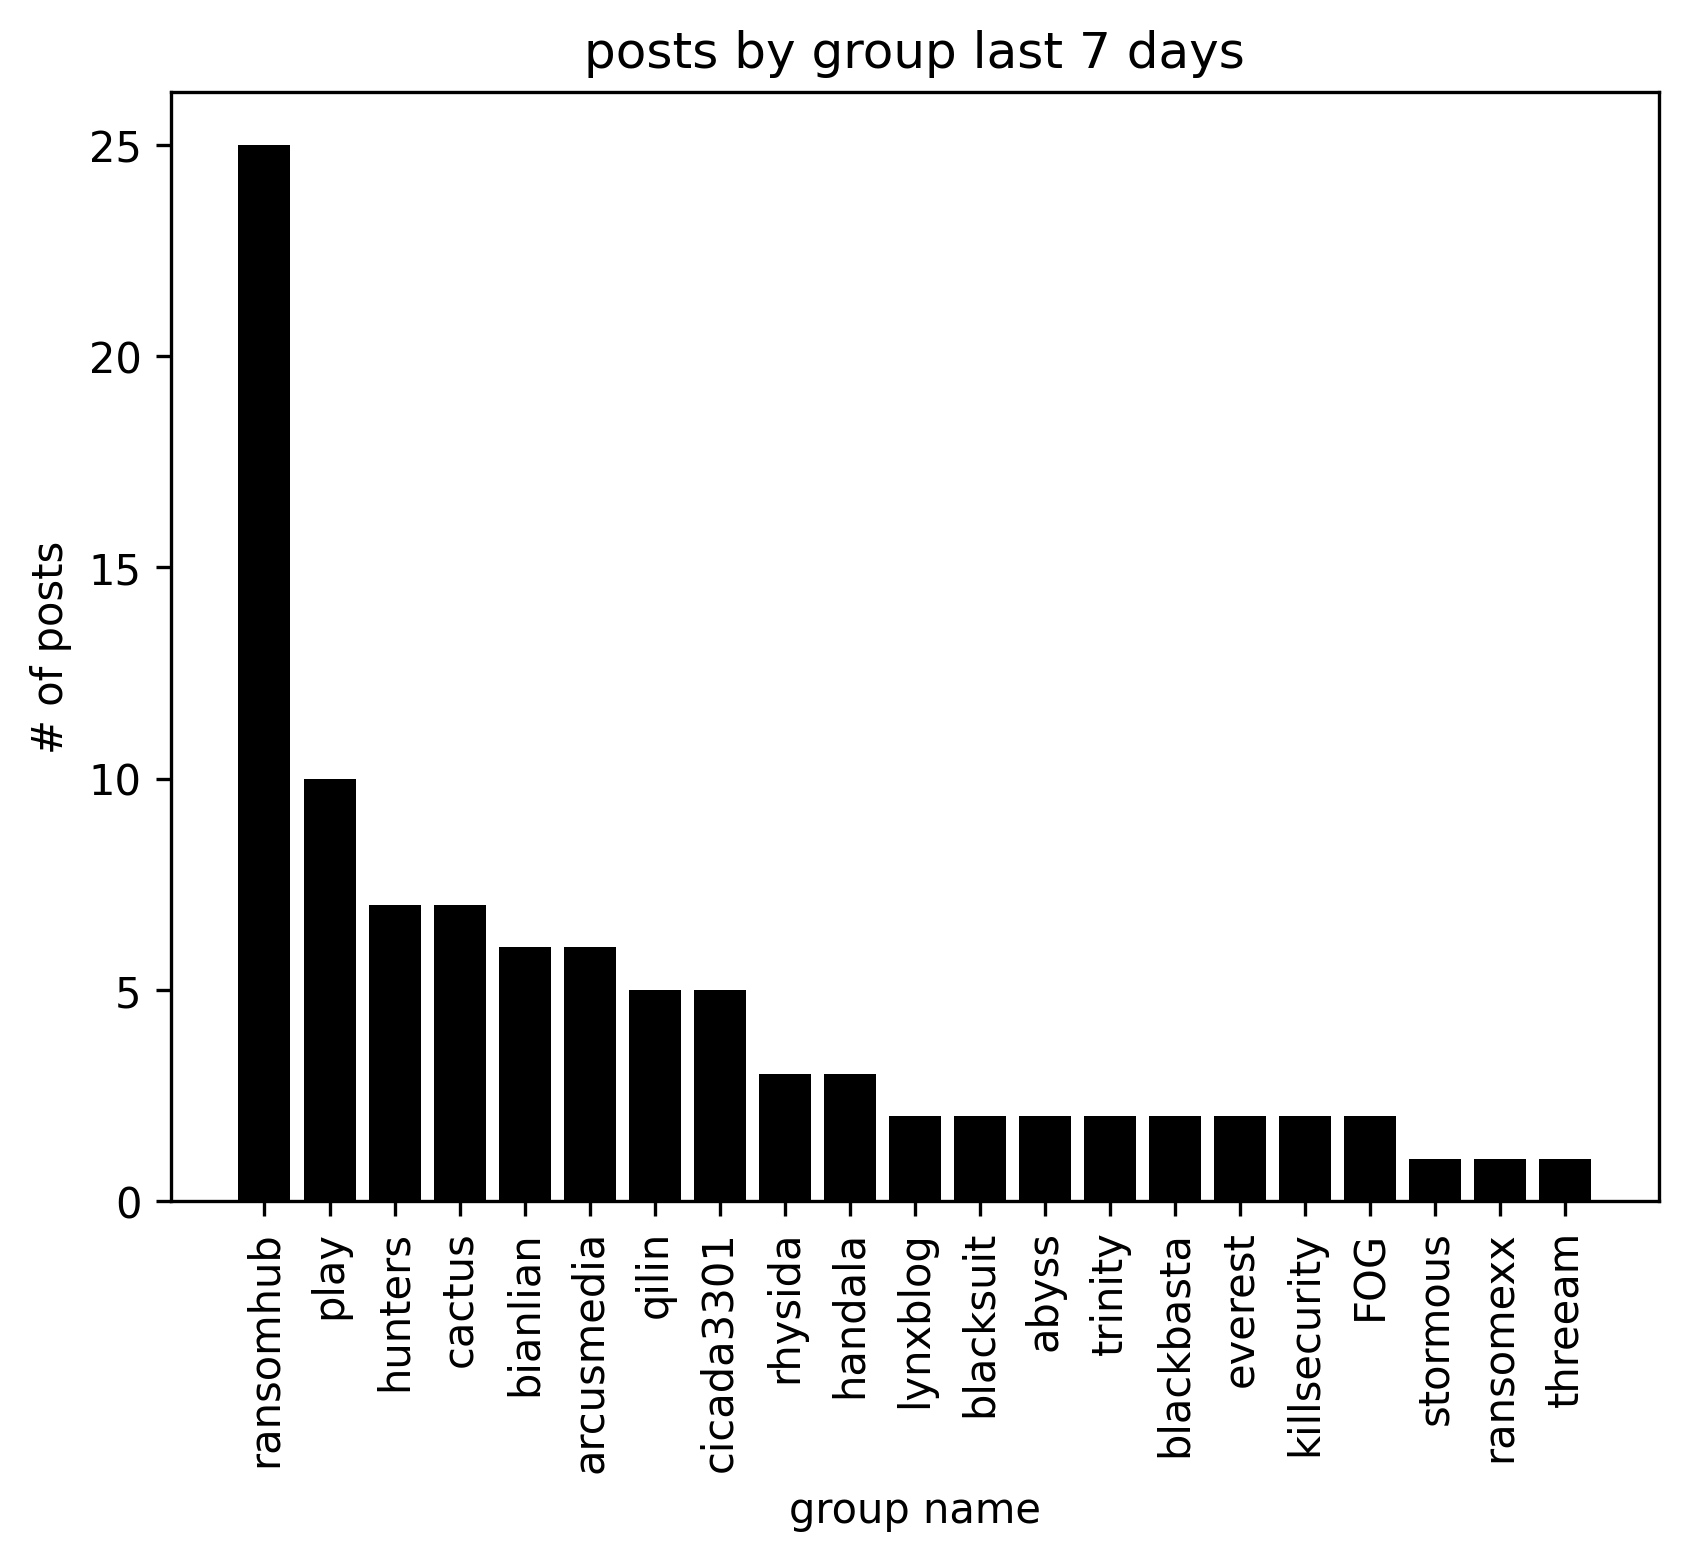 posts by group last 7 days
25
20
15
10
5
0
# of posts
ransomhub
play
hunters
cactus
bianlian
arcusmedia
qilin
cicada3301
rhysida
handala
lynxblog
blacksuit
abyss
trinity
blackbasta
everest
killsecurity
FOG
stormous
ransomexx
threeam
group name